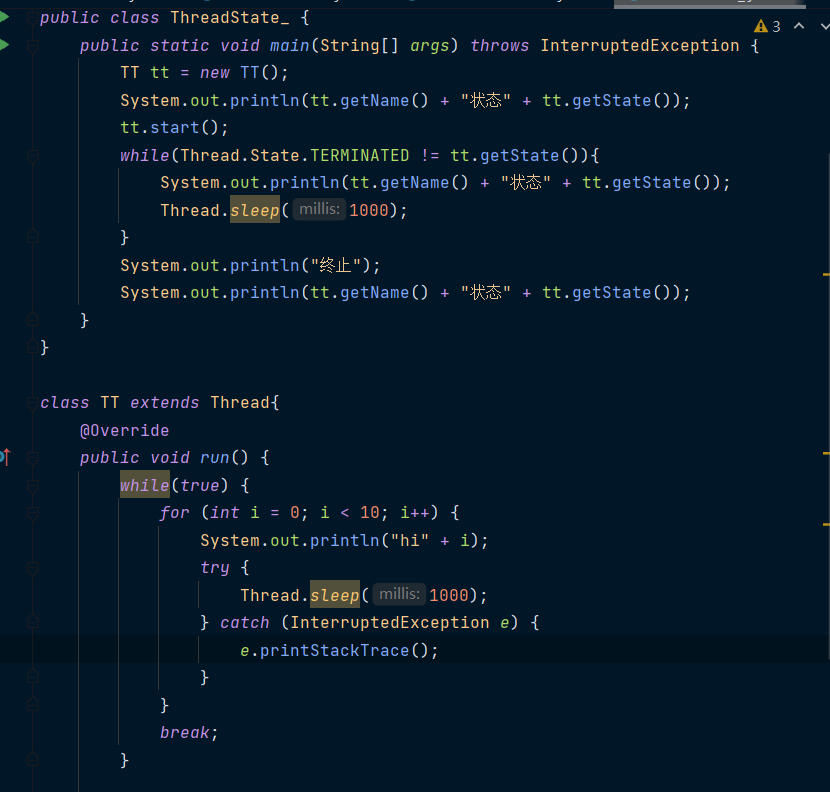 public class ThreadState_ {
3
    public static void main(String[] args) throws InterruptedException {
        TT tt = new TT();
        System.out.println(tt.getName() + "状态" + tt.getState());
        tt.start();
        while(Thread.State.TERMINATED != tt.getState()){
            System.out.println(tt.getName() + "状态" + tt.getState());
            Thread.sleep( millis: 1000);
        }
        System.out.println("终止");
        System.out.println(tt.getName() + "状态" + tt.getState());
    }
}
class TT extends Thread{
    @Override
    public void run() {
        while(true) {
            for (int i = 0; i < 10; i++) {
                System.out.println("hi" + i);
                try {
                    Thread.sleep( millis: 1000);
                } catch (InterruptedException e) {
                    e.printStackTrace();
                }
            }
            break;
        }